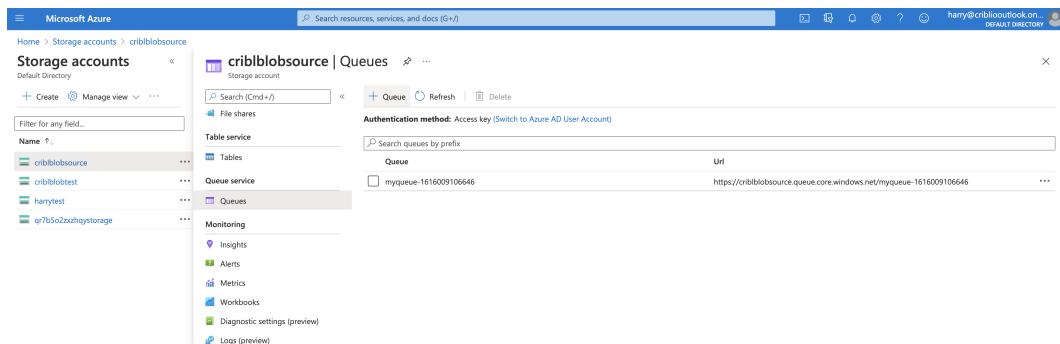 Microsoft Azure
Search resources, services, and docs (G+/)
harry@cribliooutlook.on...
DEFAULT DIRECTORY
Home > Storage accounts > criblblobsource
Storage accounts
Default Directory
+ Create Manage view ...
Filter for any field...
Name ↑↓
criblblobsource ...
criblblobtest ...
harrytest ...
qr7b5o2zxzhqystorage ...
criblblobsource | Queues ...
Storage account
Search (Cmd+/)
File shares
Table service
Tables
Queue service
Queues
Monitoring
Insights
Alerts
Metrics
Workbooks
Diagnostic settings (preview)
Logs (preview)
+ Queue Refresh Delete
Authentication method: Access key (Switch to Azure AD User Account)
Search queues by prefix
Queue Url
myqueue-1616009106646 https://criblblobsource.queue.core.windows.net/myqueue-1616009106646 ...